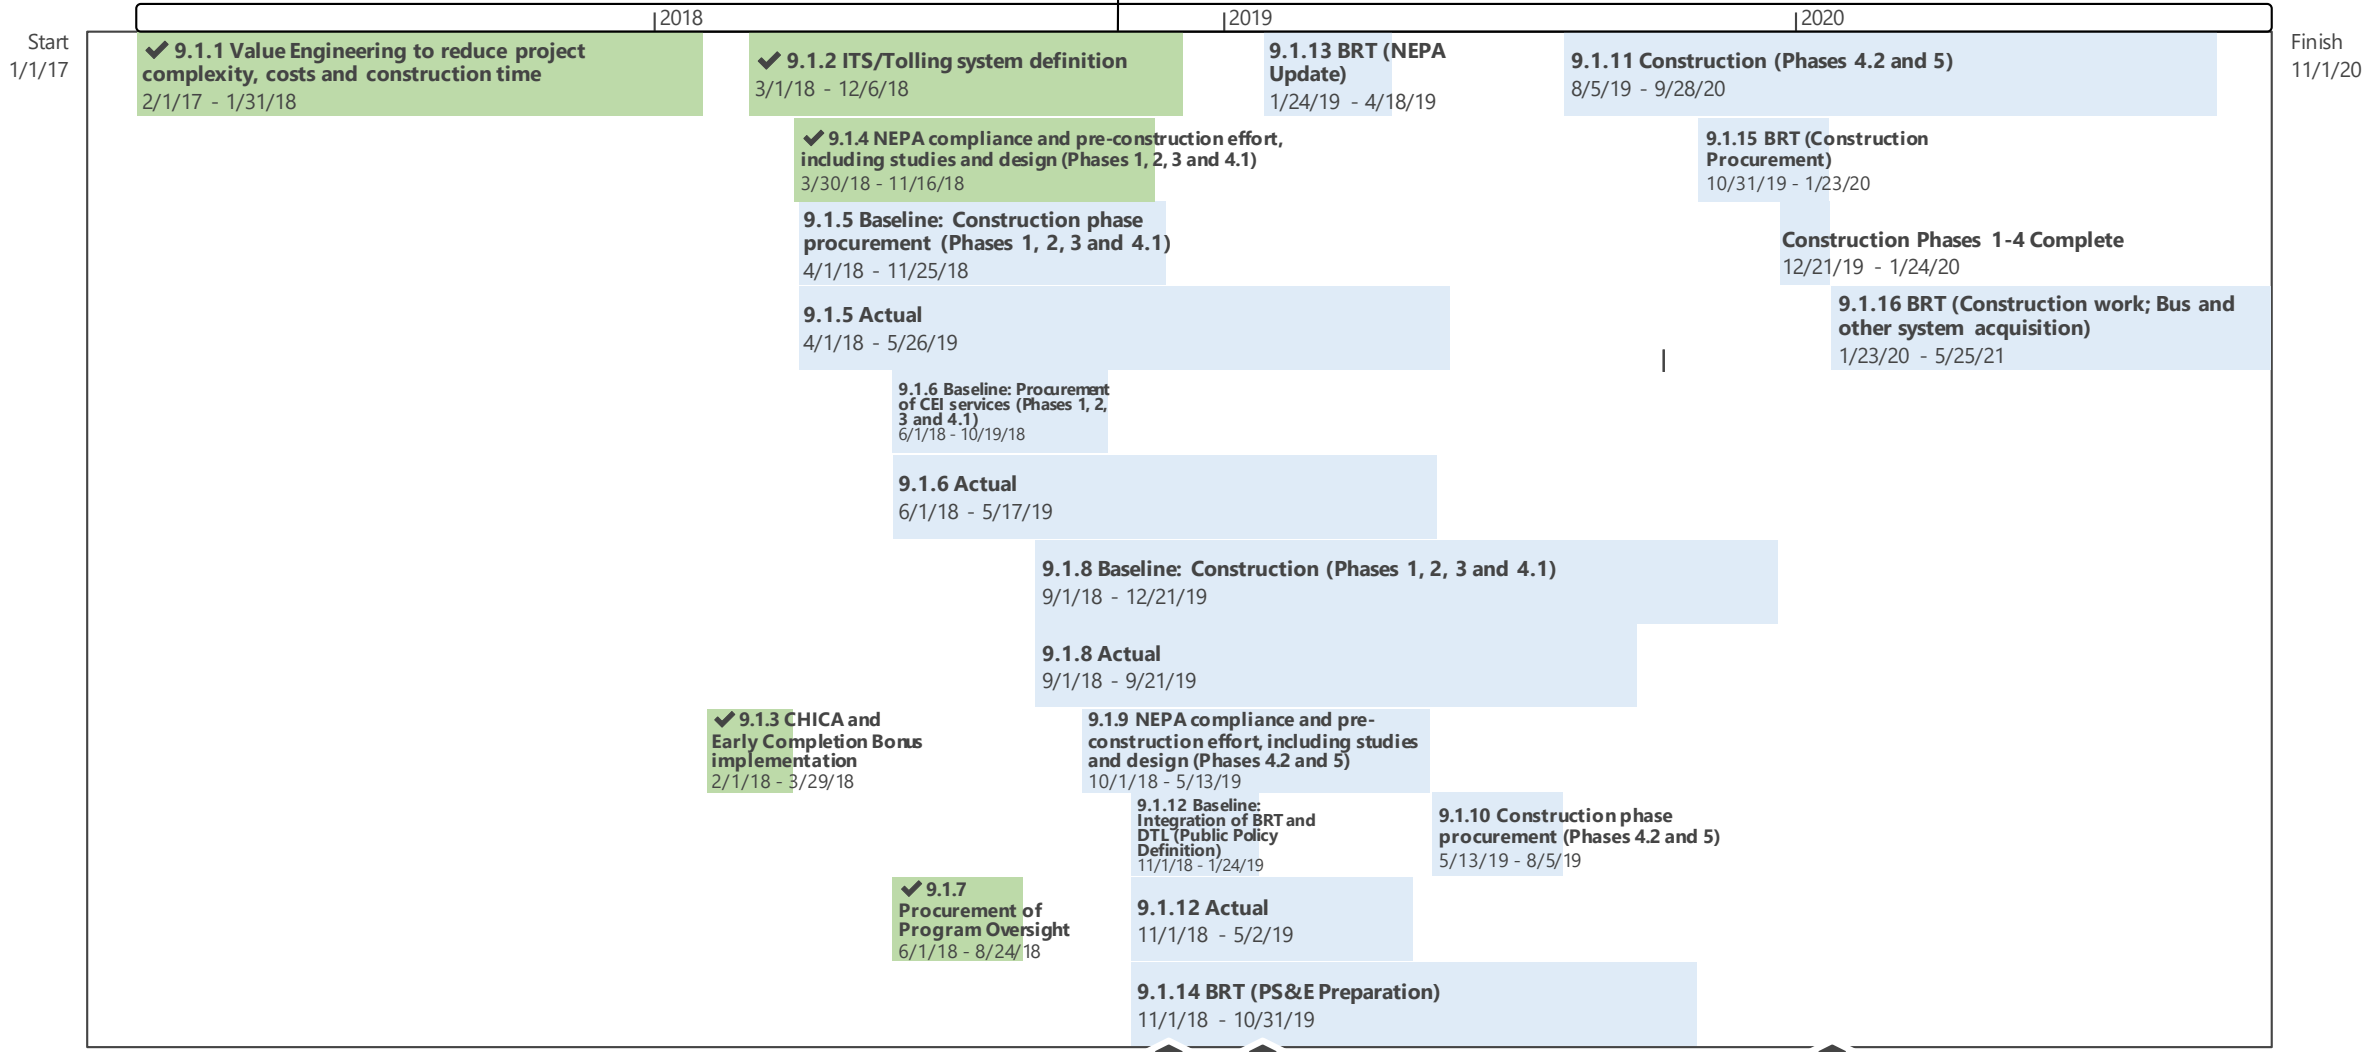 2018
2019
2020
Start
1/1/17
Finish
11/1/20
✔ 9.1.1 Value Engineering to reduce project
complexity, costs and construction time
2/1/17 - 1/31/18
✔ 9.1.2 ITS/Tolling system definition
3/1/18 - 12/6/18
9.1.13 BRT (NEPA
Update)
1/24/19 - 4/18/19
9.1.11 Construction (Phases 4.2 and 5)
8/5/19 - 9/28/20
✔ 9.1.4 NEPA compliance and pre-construction effort,
including studies and design (Phases 1, 2, 3 and 4.1)
3/30/18 - 11/16/18
9.1.15 BRT (Construction
Procurement)
10/31/19 - 1/23/20
9.1.5 Baseline: Construction phase
procurement (Phases 1, 2, 3 and 4.1)
4/1/18 - 11/25/18
Construction Phases 1-4 Complete
12/21/19 - 1/24/20
9.1.5 Actual
4/1/18 - 5/26/19
9.1.16 BRT (Construction work; Bus and
other system acquisition)
1/23/20 - 5/25/21
9.1.6 Baseline: Procurement
of CEI services (Phases 1, 2,
3 and 4.1)
6/1/18 - 10/19/18
9.1.6 Actual
6/1/18 - 5/17/19
9.1.8 Baseline: Construction (Phases 1, 2, 3 and 4.1)
9/1/18 - 12/21/19
9.1.8 Actual
9/1/18 - 9/21/19
✔ 9.1.3 CHICA and
Early Completion Bonus
implementation
2/1/18 - 3/29/18
9.1.9 NEPA compliance and pre-
construction effort, including studies
and design (Phases 4.2 and 5)
10/1/18 - 5/13/19
9.1.12 Baseline:
Integration of BRT and
DTL (Public Policy
Definition)
11/1/18 - 1/24/19
9.1.10 Construction phase
procurement (Phases 4.2 and 5)
5/13/19 - 8/5/19
✔ 9.1.7
Procurement of
Program Oversight
6/1/18 - 8/24/18
9.1.12 Actual
11/1/18 - 5/2/19
9.1.14 BRT (PS&E Preparation)
11/1/18 - 10/31/19